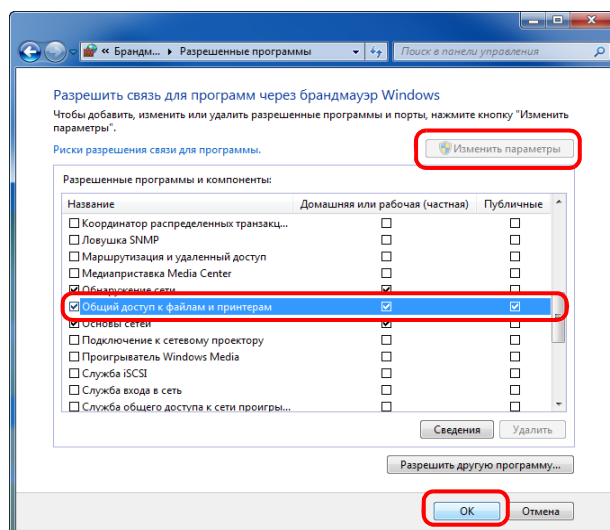 « Брандм... ▸ Разрешенные программы
Поиск в панели управления
Разрешить связь для программ через брандмауэр Windows
Чтобы добавить, изменить или удалить разрешенные программы и порты, нажмите кнопку "Изменить
параметры".
Риски разрешения связи для программы.
Изменить параметры
Разрешенные программы и компоненты:
Название Домашняя или рабочая (частная) Публичные
Координатор распределенных транзакц...
Ловушка SNMP
Маршрутизация и удаленный доступ
Медиаприставка Media Center
Обнаружение сети
Общий доступ к файлам и принтерам
Основы сетей
Подключение к сетевому проектору
Проигрыватель Windows Media
Служба iSCSI
Служба входа в сеть
Служба общего доступа к сети проигры...
Сведения Удалить
Разрешить другую программу...
ОК Отмена